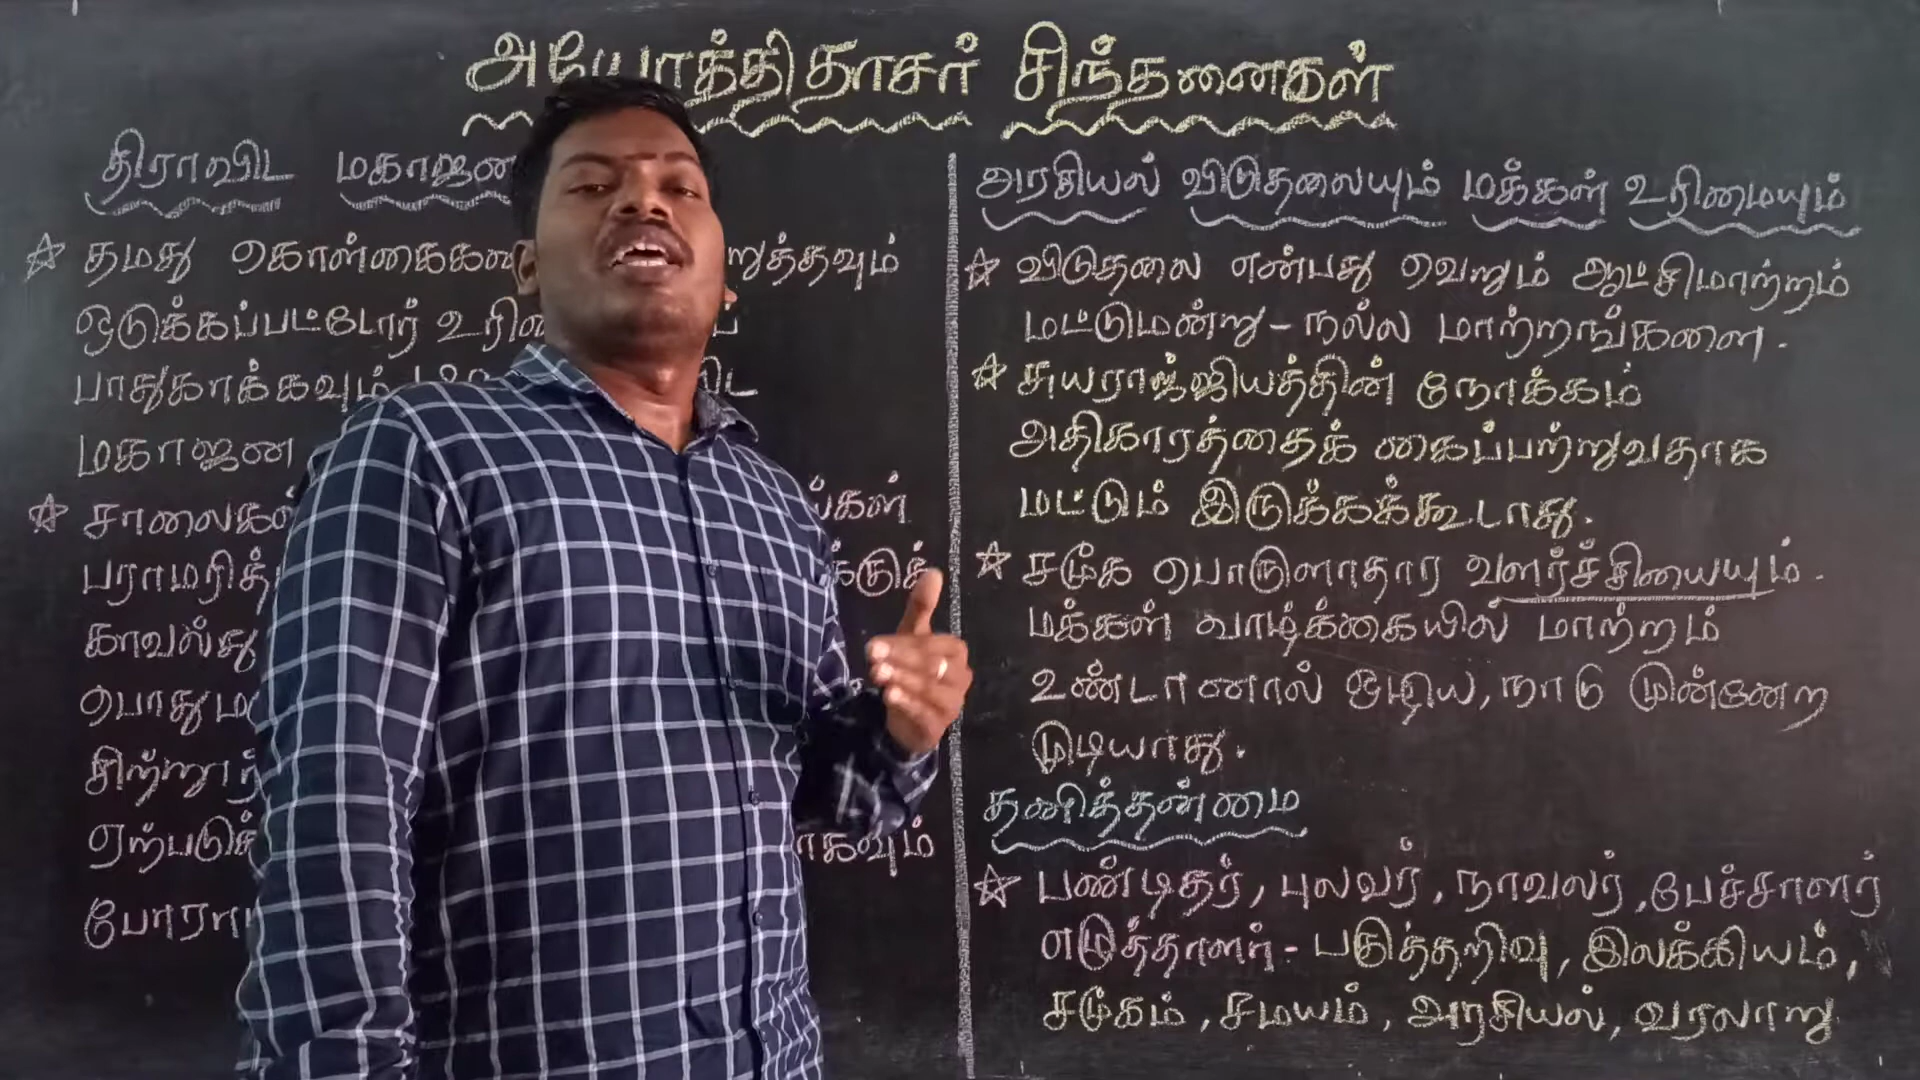 அயோத்திதாசர் சிந்தனைகள்
திராவிட மகாஜன
☆ தமது கொள்கைகளை றுத்தவும்
ஒடுக்கப்பட்டோர்
பாதுகாக்கவும்
மகாஜன
☆ சாலைகள்
பராமரித்
காவல்து
பொதும
சிற்றூர்
ஏற்படுத் ாகவும்
போரா
அரசியல் விடுதலையும் மக்கள் உரிமையும்
☆ விடுதலை என்பது வெறும் ஆட்சிமாற்றம்
மட்டுமன்று - நல்ல மாற்றங்களை.
☆ சுயராஜ்ஜியத்தின் நோக்கம்
அதிகாரத்தைக் கைப்பற்றுவதாக
மட்டும் இருக்கக்கூடாது.
☆ சமூக பொருளாதார வளர்ச்சியையும்.
மக்கள் வாழ்க்கையில் மாற்றம்
உண்டானால் ஒழிய, நாடு முன்னேற
முடியாது.
தனித்தன்மை
☆ பண்டிதர், புலவர், நாவலர், பேச்சாளர்
எழுத்தாளர் - பகுத்தறிவு, இலக்கியம்,
சமூகம், சமயம், அரசியல், வரலாறு